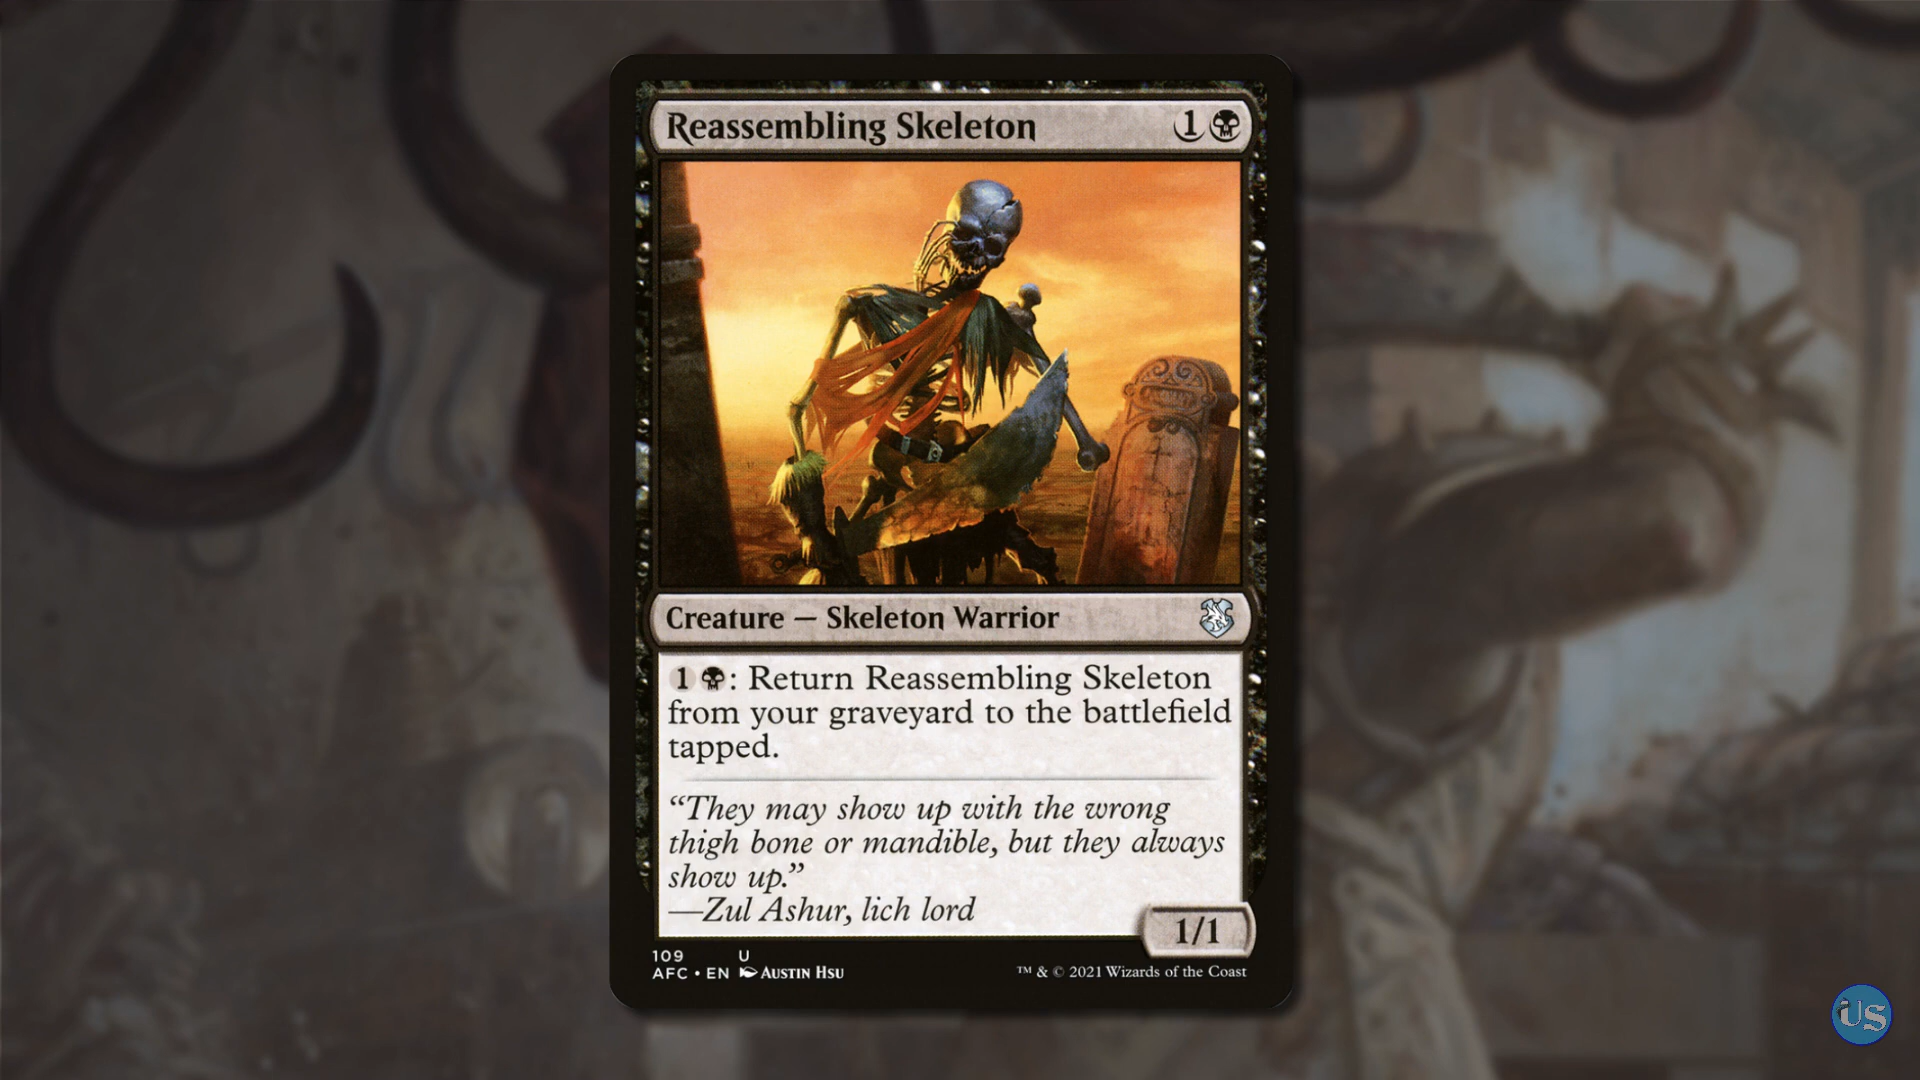 Reassembling Skeleton 1
Creature — Skeleton Warrior
1 : Return Reassembling Skeleton
from your graveyard to the battlefield
tapped.
“They may show up with the wrong
thigh bone or mandible, but they always
show up.”
—Zul Ashur, lich lord
1/1
109 U
AFC • EN Austin Hsu
™ & © 2021 Wizards of the Coast
US